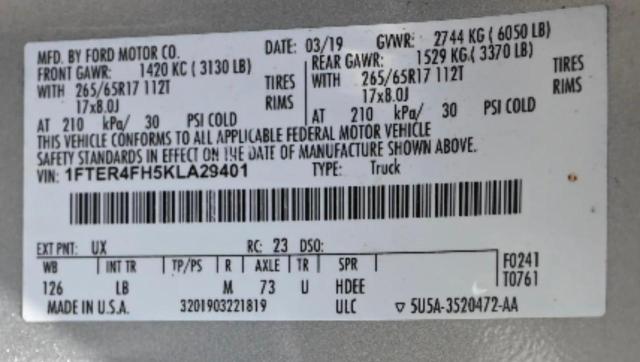 MFD. BY FORD MOTOR CO. DATE: 03/19 GVWR: 2744 KG (6050 LB)
FRONT GAWR: 1420 KG (3130 LB) REAR GAWR: 1529 KG (3370 LB)
WITH 265/65R17 112T TIRES WITH 265/65R17 112T TIRES
17x8.0J RIMS 17x8.0J RIMS
AT 210 kPa/ 30 PSI COLD AT 210 kPa/ 30 PSI COLD
THIS VEHICLE CONFORMS TO ALL APPLICABLE FEDERAL MOTOR VEHICLE
SAFETY STANDARDS IN EFFECT ON THE DATE OF MANUFACTURE SHOWN ABOVE.
VIN: 1FTER4FH5KLA29401 TYPE: Truck
EXT PNT: UX RC: 23 DSO:
WB INT TR TP/PS R AXLE TR SPR F0241
126 LB M 73 U HDEE T0761
MADE IN U.S.A. 3201903221819 ULC ▽ 5U5A-3520472-AA